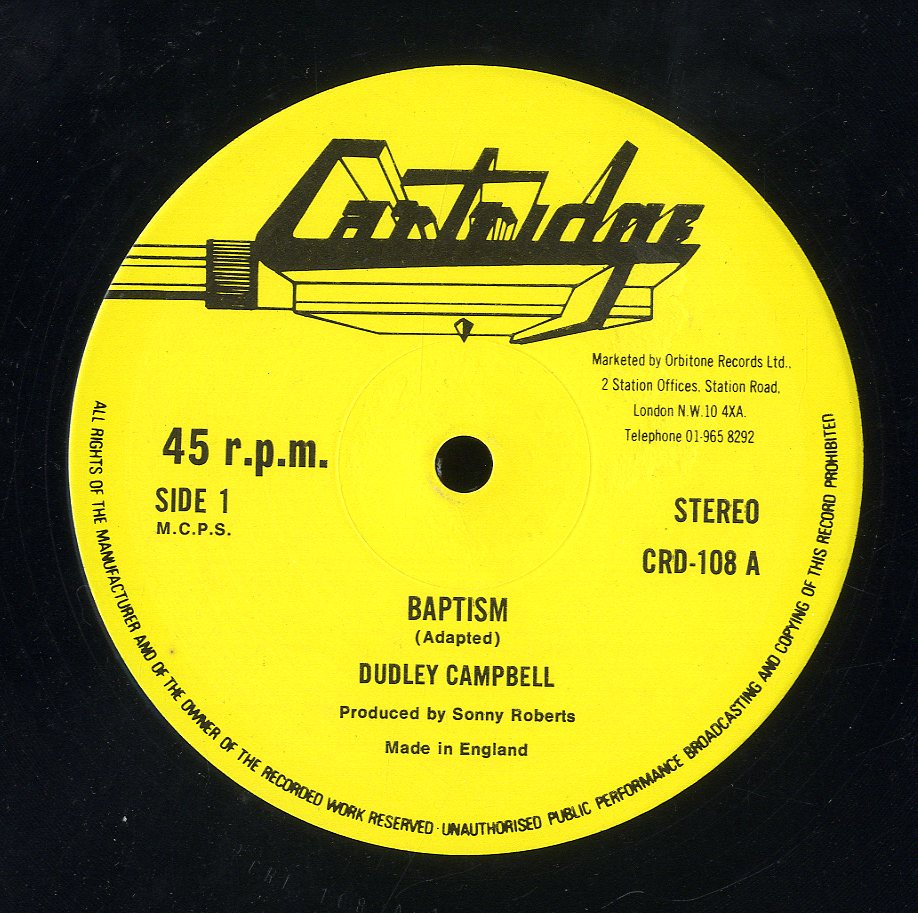 Cartridge
Marketed by Orbitone Records Ltd.,
2 Station Offices, Station Road,
London N.W.10 4XA.
Telephone 01-965 8292
45 r.p.m.
SIDE 1
M.C.P.S.
STEREO
CRD-108 A
BAPTISM
(Adapted)
DUDLEY CAMPBELL
Produced by Sonny Roberts
Made in England
ALL RIGHTS OF THE MANUFACTURER AND OF THE OWNER OF THE RECORDED WORK RESERVED · UNAUTHORISED PUBLIC PERFORMANCE BROADCASTING AND COPYING OF THIS RECORD PROHIBITED